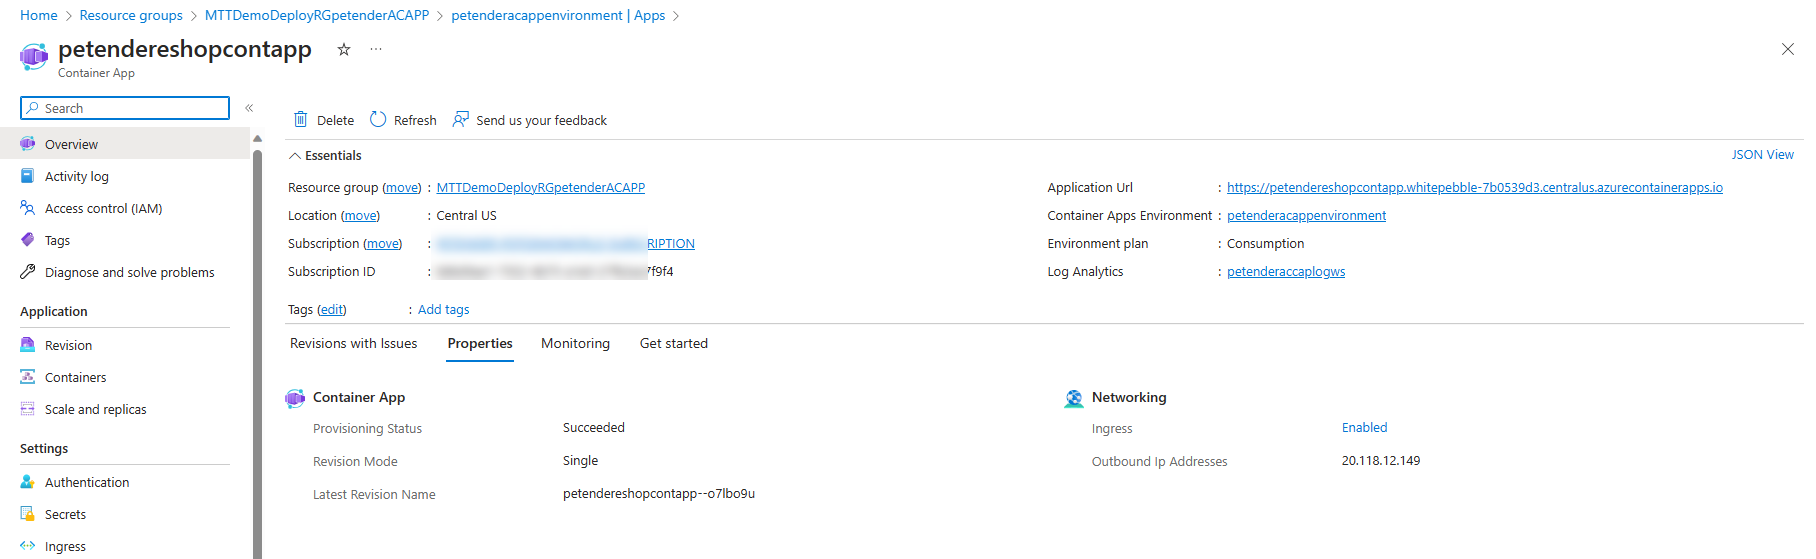 Home > Resource groups > MTTDemoDeployRGpetenderACAPP > petenderacappenvironment | Apps >
petendereshopcontapp
Container App
Search
Delete
Refresh
Send us your feedback
Overview
Activity log
Access control (IAM)
Tags
Diagnose and solve problems
Application
Revision
Containers
Scale and replicas
Settings
Authentication
Secrets
Ingress
Essentials
JSON View
Resource group (move) : MTTDemoDeployRGpetenderACAPP
Location (move) : Central US
Subscription (move) : RIPTION
Subscription ID : 7f9f4
Tags (edit) : Add tags
Application Url : https://petendereshopcontapp.whitepebble-7b0539d3.centralus.azurecontainerapps.io
Container Apps Environment : petenderacappenvironment
Environment plan : Consumption
Log Analytics : petenderaccaplogws
Revisions with Issues
Properties
Monitoring
Get started
Container App
Provisioning Status Succeeded
Revision Mode Single
Latest Revision Name petendereshopcontapp--o7lbo9u
Networking
Ingress Enabled
Outbound Ip Addresses 20.118.12.149